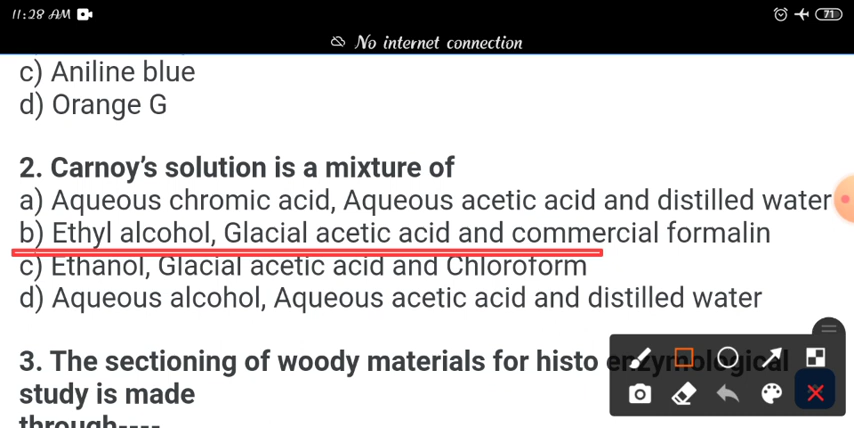 11:28 AM
71
No internet connection
c) Aniline blue
d) Orange G
2. Carnoy's solution is a mixture of
a) Aqueous chromic acid, Aqueous acetic acid and distilled water
b) Ethyl alcohol, Glacial acetic acid and commercial formalin
c) Ethanol, Glacial acetic acid and Chloroform
d) Aqueous alcohol, Aqueous acetic acid and distilled water
3. The sectioning of woody materials for histo enzymological
study is made
through----